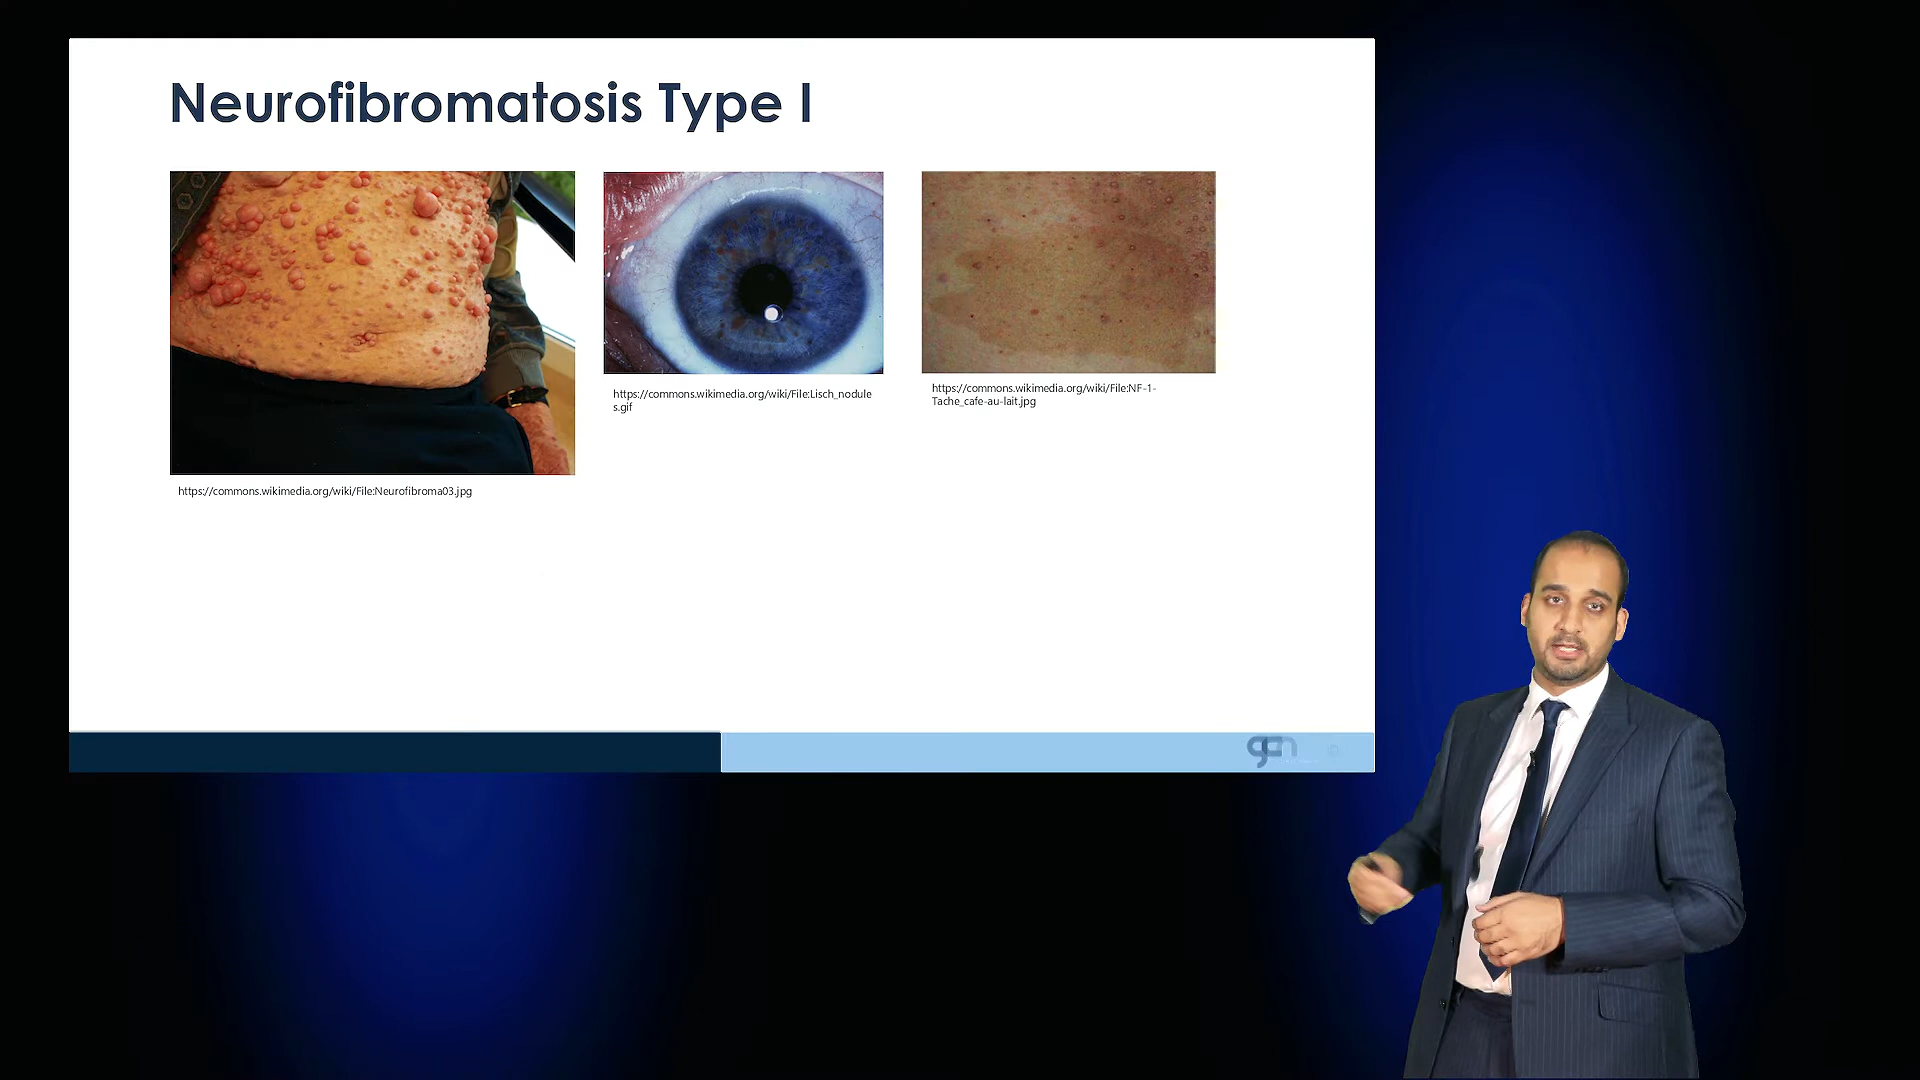 Neurofibromatosis Type I
https://commons.wikimedia.org/wiki/File:Lisch_nodule
s.gif
https://commons.wikimedia.org/wiki/File:NF-1-
Tache_cafe-au-lait.jpg
https://commons.wikimedia.org/wiki/File:Neurofibroma03.jpg